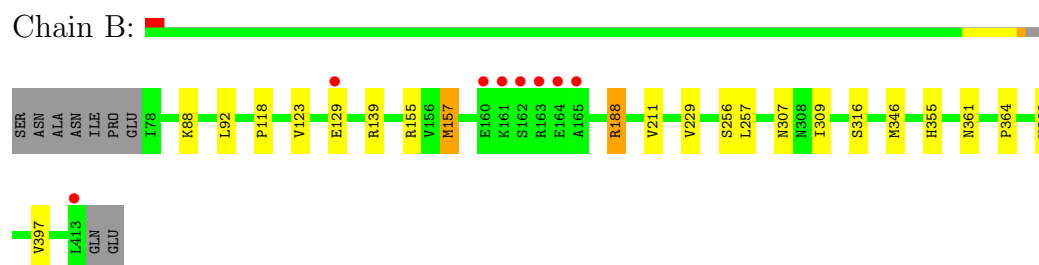 Chain B:
SER ASN ALA ASN ILE PRO GLU I78 K88 L92 P118 V123 E129 R139 R155 V156 M157 E160 K161 S162 R163 E164 A165 R188 V211 V229 S256 L257 N307 N308 I309 S316 M346 H355 N361 P364
V397 L413 GLN GLU